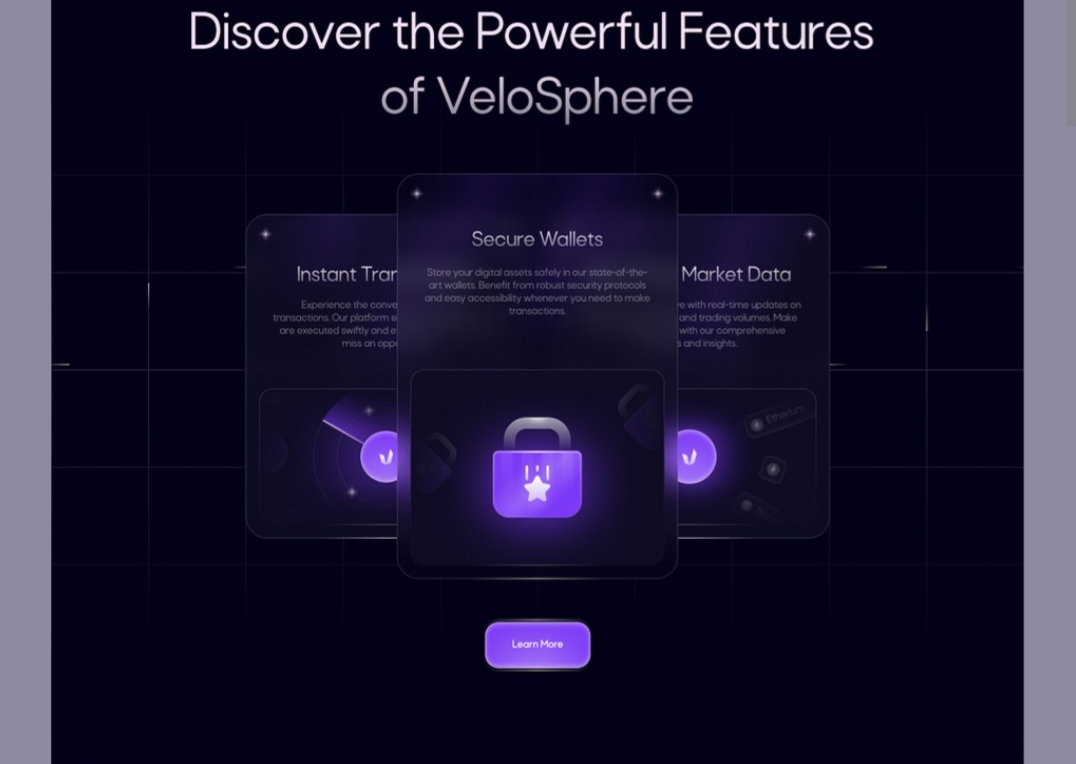 Discover the Powerful Features
of VeloSphere
Secure Wallets
Store your digital assets safely in our state-of-the-
art wallets. Benefit from robust security protocols
and easy accessibility whenever you need to make
transactions.
Instant Tran
Experience the conve
transactions. Our platform e
are executed swiftly and e
miss an oppo
Market Data
e with real-time updates on
and trading volumes. Make
with our comprehensive
s and insights.
Etherium
Learn More